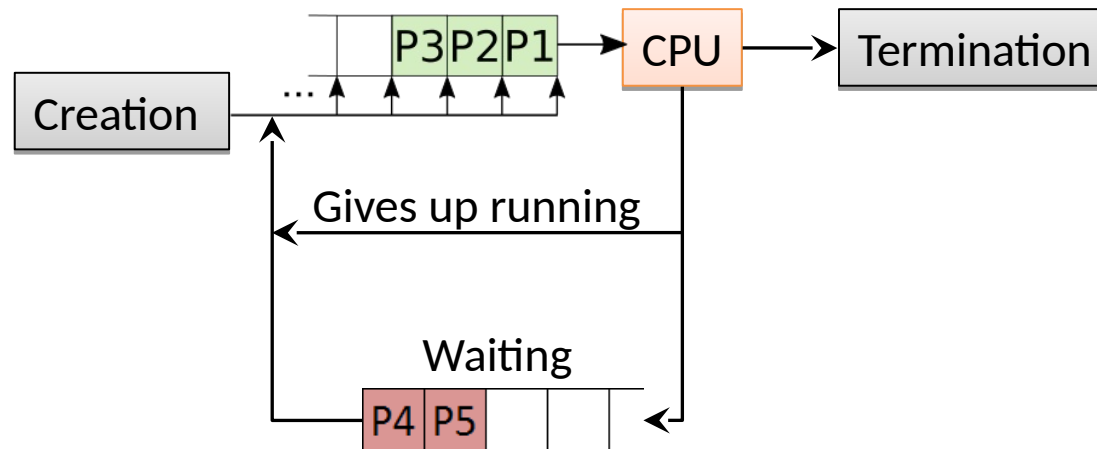 P3 P2 P1
CPU
Termination
...
Creation
Gives up running
Waiting
P4 P5